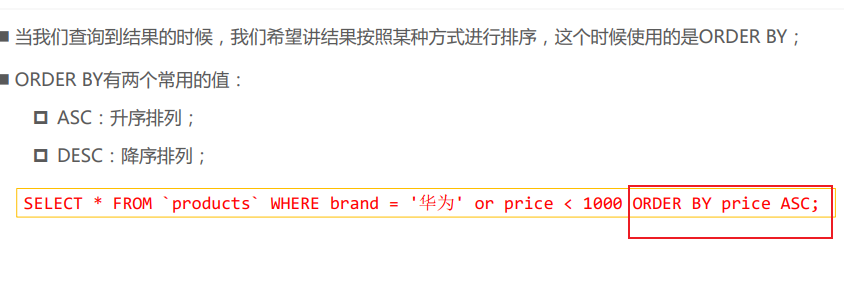 当我们查询到结果的时候，我们希望讲结果按照某种方式进行排序，这个时候使用的是ORDER BY；
ORDER BY有两个常用的值：
ASC：升序排列；
DESC：降序排列；
SELECT * FROM `products` WHERE brand = '华为' or price < 1000 ORDER BY price ASC;